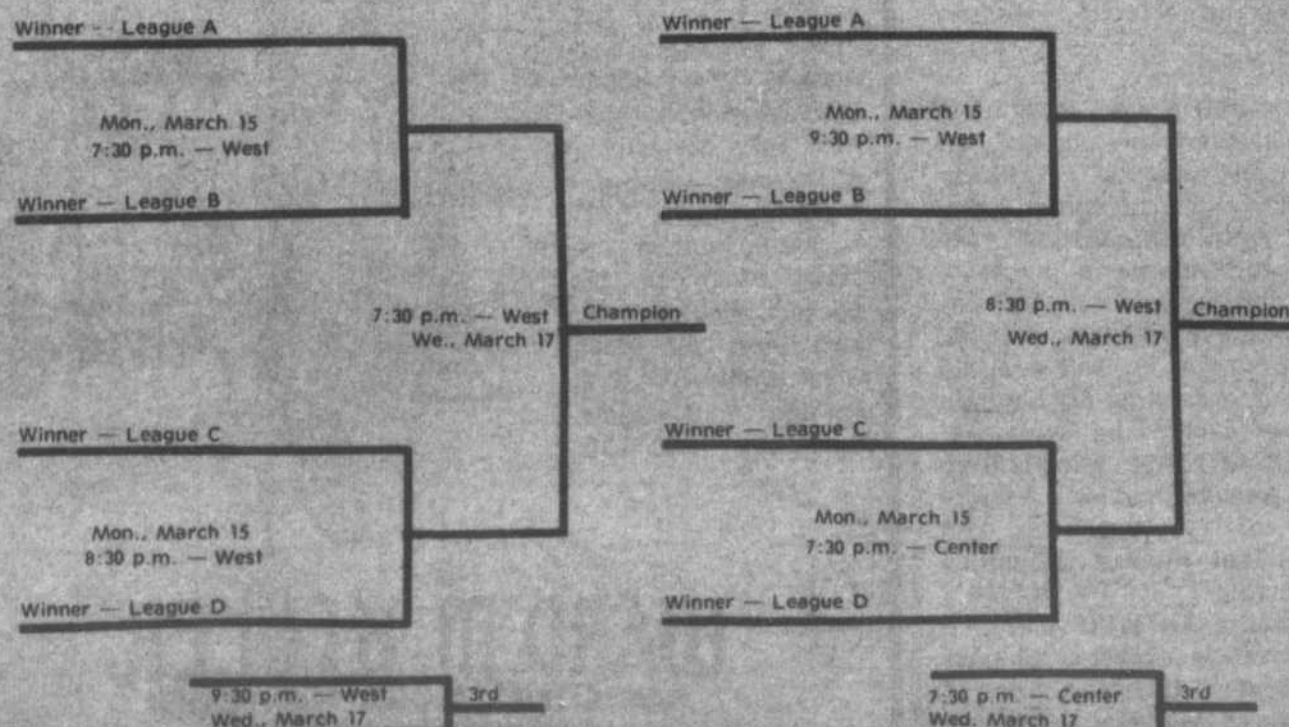 Winner -- League A
Mon., March 15
7:30 p.m. — West
Winner — League B
7:30 p.m. — West
We., March 17
Champion
Winner — League C
Mon., March 15
8:30 p.m. — West
Winner — League D
9:30 p.m. — West
Wed., March 17
3rd
Winner — League A
Mon., March 15
9:30 p.m. — West
Winner — League B
8:30 p.m. — West
Wed., March 17
Champion
Winner — League C
Mon., March 15
7:30 p.m. — Center
Winner — League D
7:30 p.m. — Center
Wed. March 17
3rd